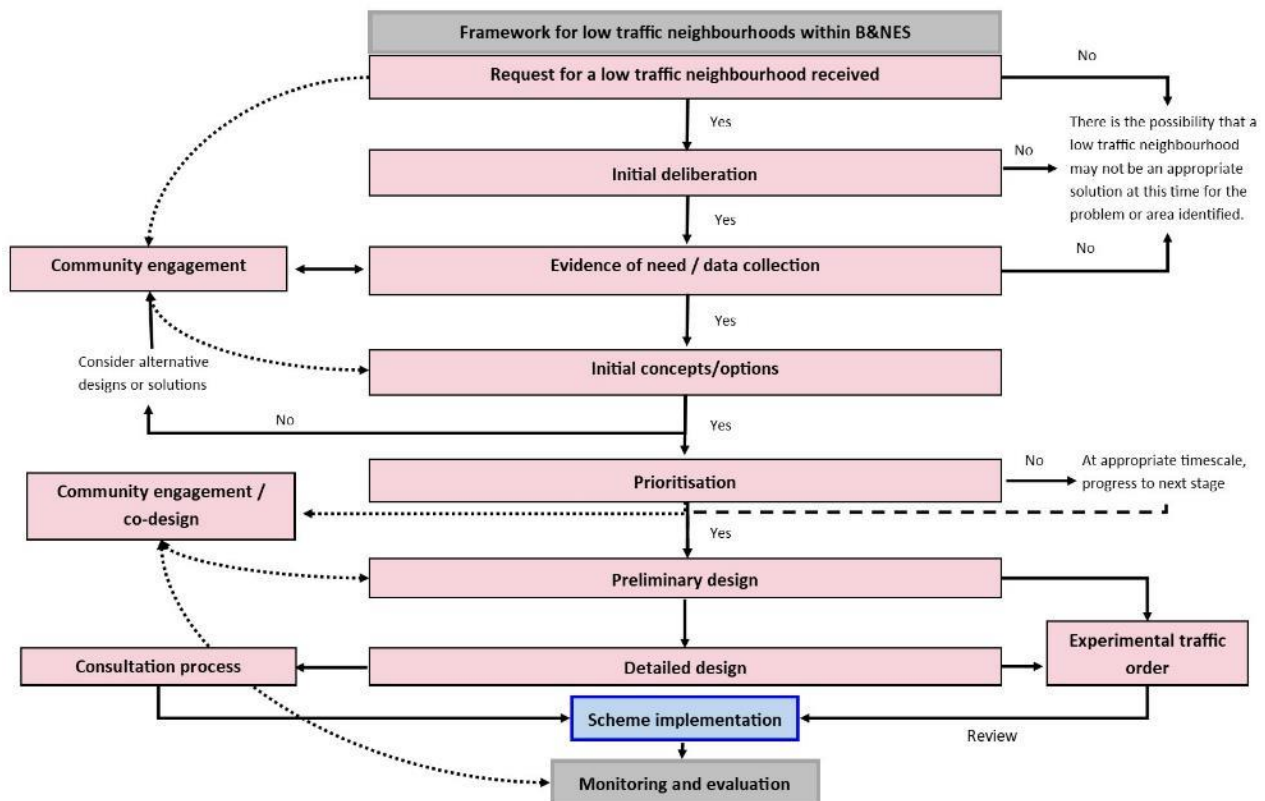 Framework for low traffic neighbourhoods within B&NES
Request for a low traffic neighbourhood received
No
Yes
There is the possibility that a
low traffic neighbourhood
may not be an appropriate
solution at this time for the
problem or area identified.
No
Initial deliberation
Yes
No
Community engagement
Evidence of need / data collection
Yes
Consider alternative
designs or solutions
Initial concepts/options
No
Yes
Prioritisation
No
At appropriate timescale,
progress to next stage
Community engagement /
co-design
Yes
Preliminary design
Experimental traffic
order
Consultation process
Detailed design
Scheme implementation
Review
Monitoring and evaluation